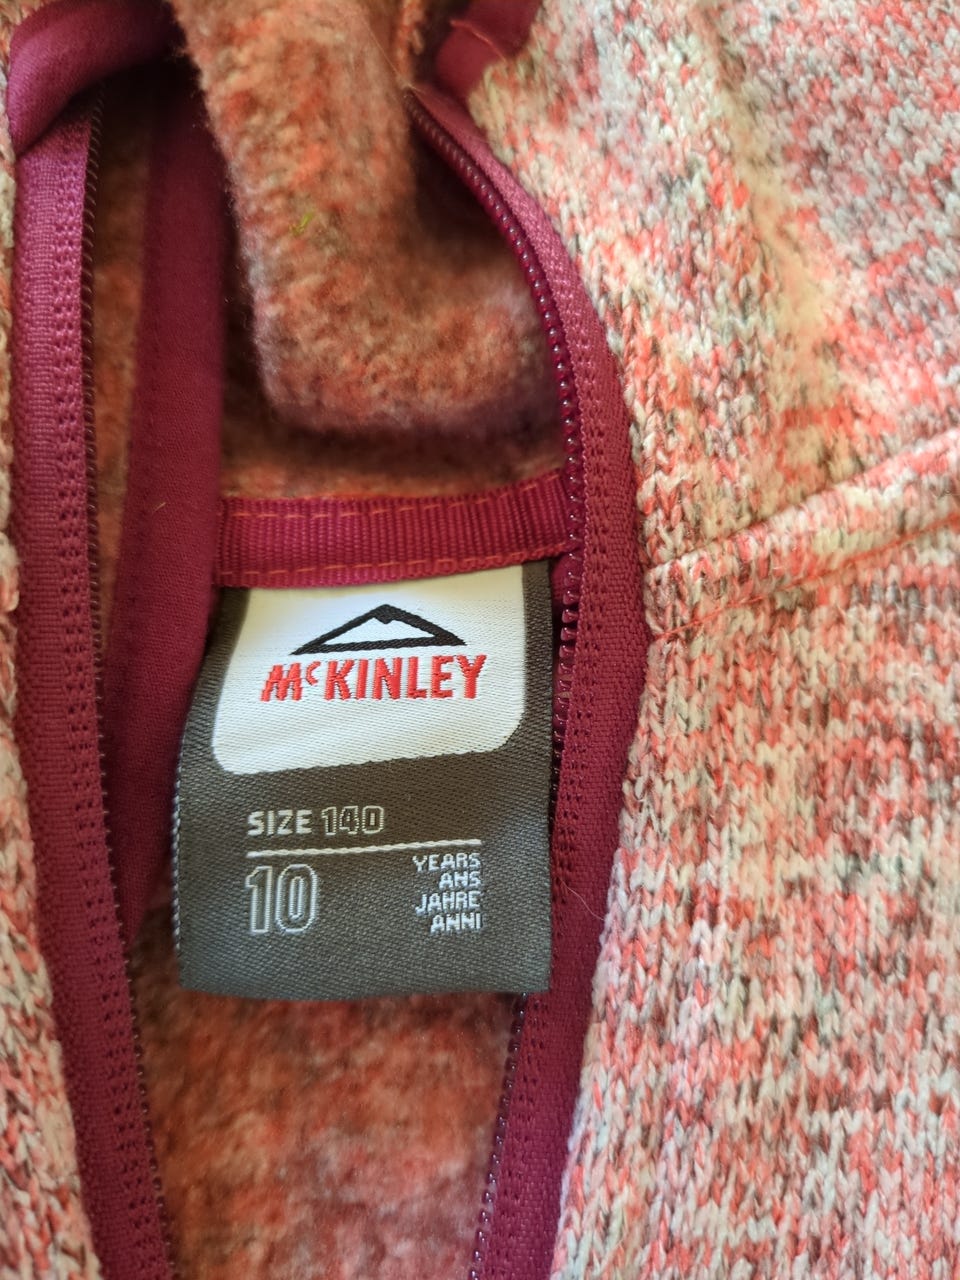 McKINLEY
SIZE 140
10
YEARS
ANS
JAHRE
ANNI